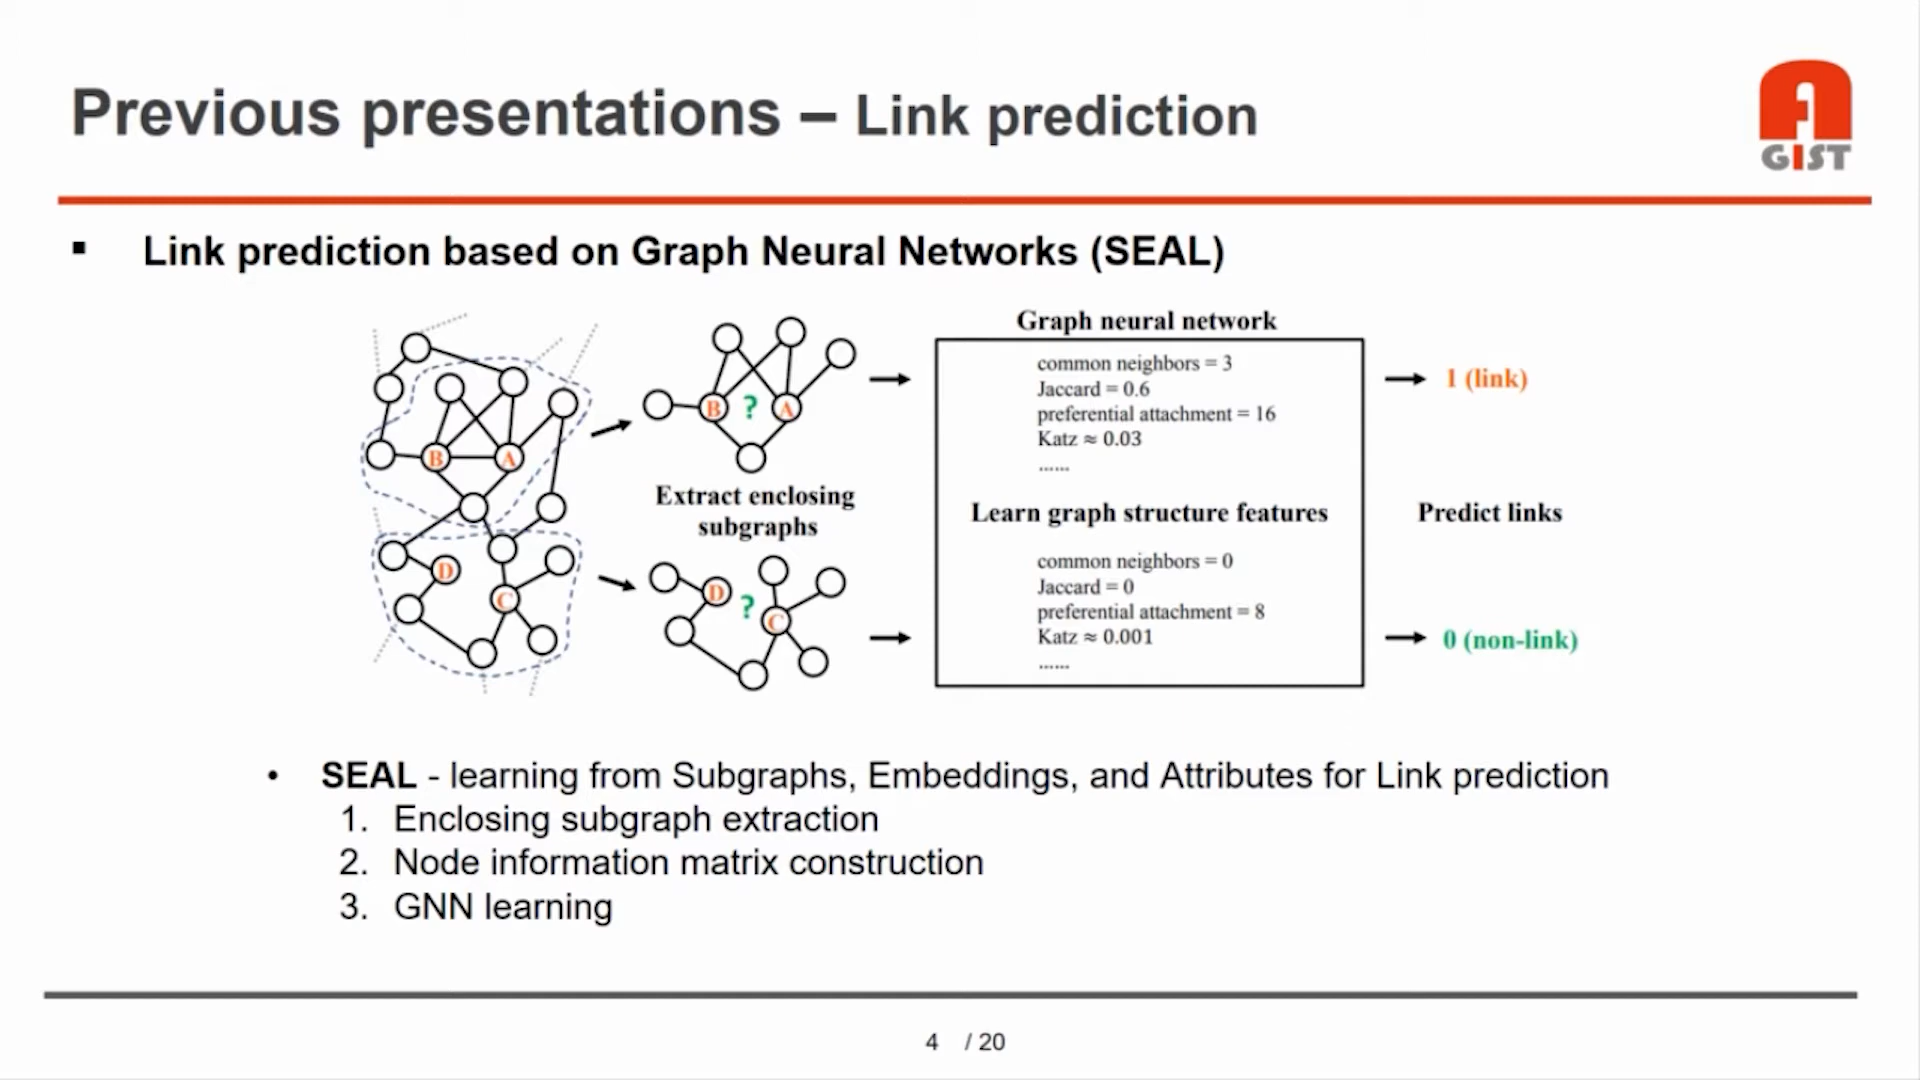 Previous presentations – Link prediction
GIST
▪ Link prediction based on Graph Neural Networks (SEAL)
Graph neural network
B
A
D
C
B ? A
D ? C
Extract enclosing
subgraphs
common neighbors = 3
Jaccard = 0.6
preferential attachment = 16
Katz ≈ 0.03
......
Learn graph structure features
common neighbors = 0
Jaccard = 0
preferential attachment = 8
Katz ≈ 0.001
......
1 (link)
Predict links
0 (non-link)
• SEAL - learning from Subgraphs, Embeddings, and Attributes for Link prediction
1. Enclosing subgraph extraction
2. Node information matrix construction
3. GNN learning
4 / 20